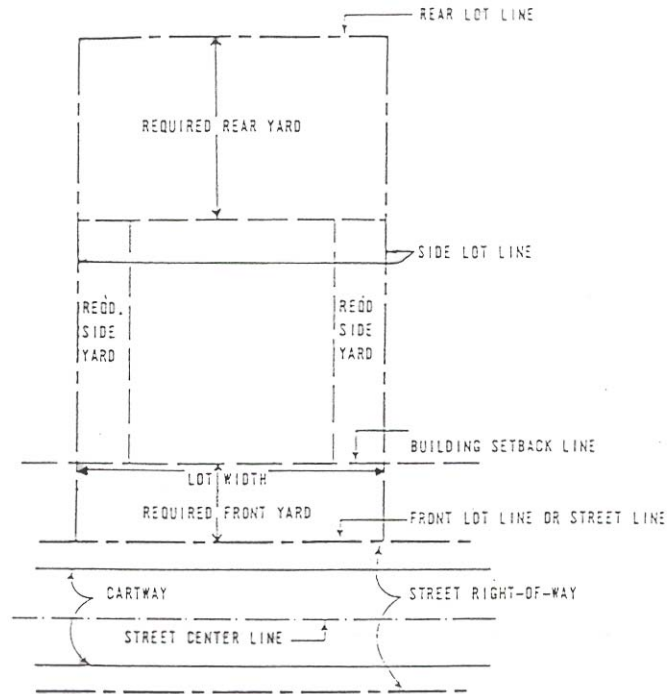 REAR LOT LINE
REQUIRED REAR YARD
SIDE LOT LINE
REQD.
SIDE
YARD
REQD
SIDE
YARD
BUILDING SETBACK LINE
LOT WIDTH
REQUIRED FRONT YARD
FRONT LOT LINE OR STREET LINE
CARTWAY
STREET RIGHT-OF-WAY
STREET CENTER LINE